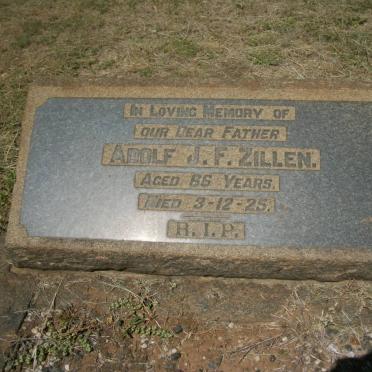 IN LOVING MEMORY OF
OUR DEAR FATHER
ADOLF J. F. ZILLEN.
AGED 86 YEARS.
DIED 3-12-25.
R.I.P.